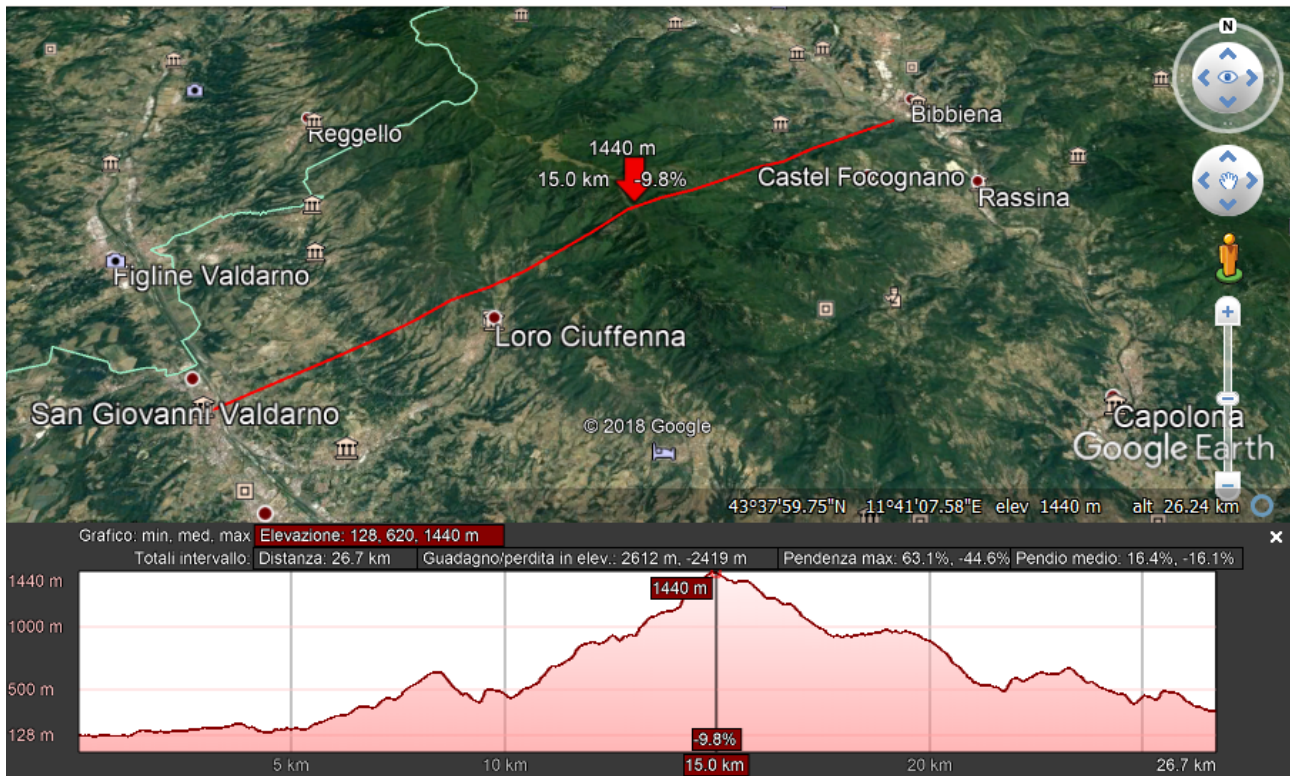 N
Reggello
Bibbiena
1440 m
15.0 km -9.8%
Castel Focognano
Rassina
Figline Valdarno
Loro Ciuffenna
San Giovanni Valdarno
© 2018 Google
Capolona
Google Earth
43°37'59.75"N 11°41'07.58"E elev 1440 m alt 26.24 km
Grafico: min, med, max Elevazione: 128, 620, 1440 m
Totali intervallo: Distanza: 26.7 km Guadagno/perdita in elev.: 2612 m, -2419 m Pendenza max: 63.1%, -44.6% Pendio medio: 16.4%, -16.1%
1440 m
1440 m
1000 m
500 m
128 m
-9.8%
5 km 10 km 15.0 km 20 km 26.7 km